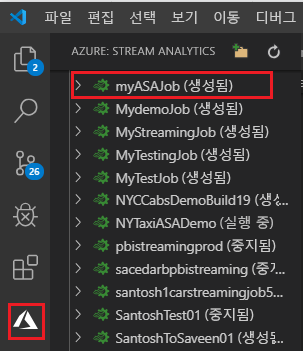 파일 편집 선택 보기 이동 디버그
AZURE: STREAM ANALYTICS
2
myASAJob (생성됨)
MydemoJob (생성됨)
MyStreamingJob (생성됨)
26
MyTestingJob (생성됨)
MyTestJob (생성됨)
NYCCabsDemoBuild19 (생성
NYTaxiASADemo (실행 중)
pbistreamingprod (중지됨)
sacedarbpbistreaming (중지
santosh1carstreamingjob5
SantoshTest01 (중지됨)
SantoshToSaveen01 (생성됨